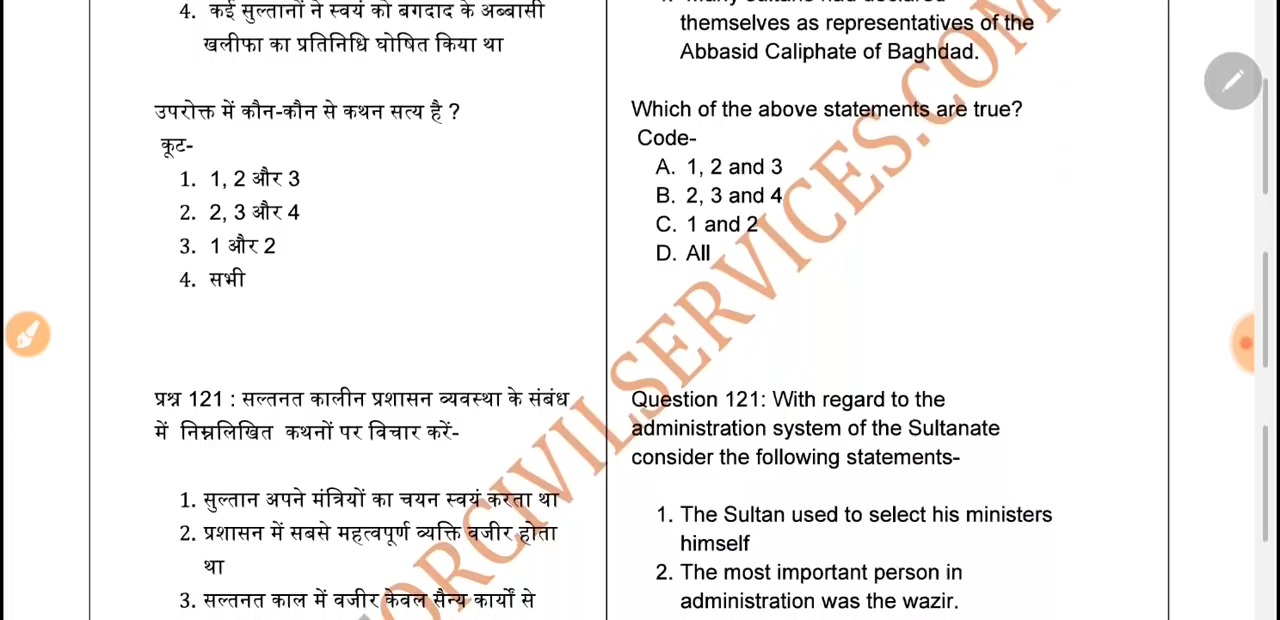 4. कई सुल्तानों ने स्वयं को बगदाद के अब्बासी
खलीफा का प्रतिनिधि घोषित किया था
उपरोक्त में कौन-कौन से कथन सत्य है ?
कूट-
1. 1, 2 और 3
2. 2, 3 और 4
3. 1 और 2
4. सभी
प्रश्न 121 : सल्तनत कालीन प्रशासन व्यवस्था के संबंध
में निम्नलिखित कथनों पर विचार करें-
1. सुल्तान अपने मंत्रियों का चयन स्वयं करता था
2. प्रशासन में सबसे महत्वपूर्ण व्यक्ति वजीर होता
था
3. सल्तनत काल में वजीर केवल सैन्य कार्यों से
themselves as representatives of the
Abbasid Caliphate of Baghdad.
Which of the above statements are true?
Code-
A. 1, 2 and 3
B. 2, 3 and 4
C. 1 and 2
D. All
Question 121: With regard to the
administration system of the Sultanate
consider the following statements-
1. The Sultan used to select his ministers
himself
2. The most important person in
administration was the wazir.
FORCIVILSERVICES.COM